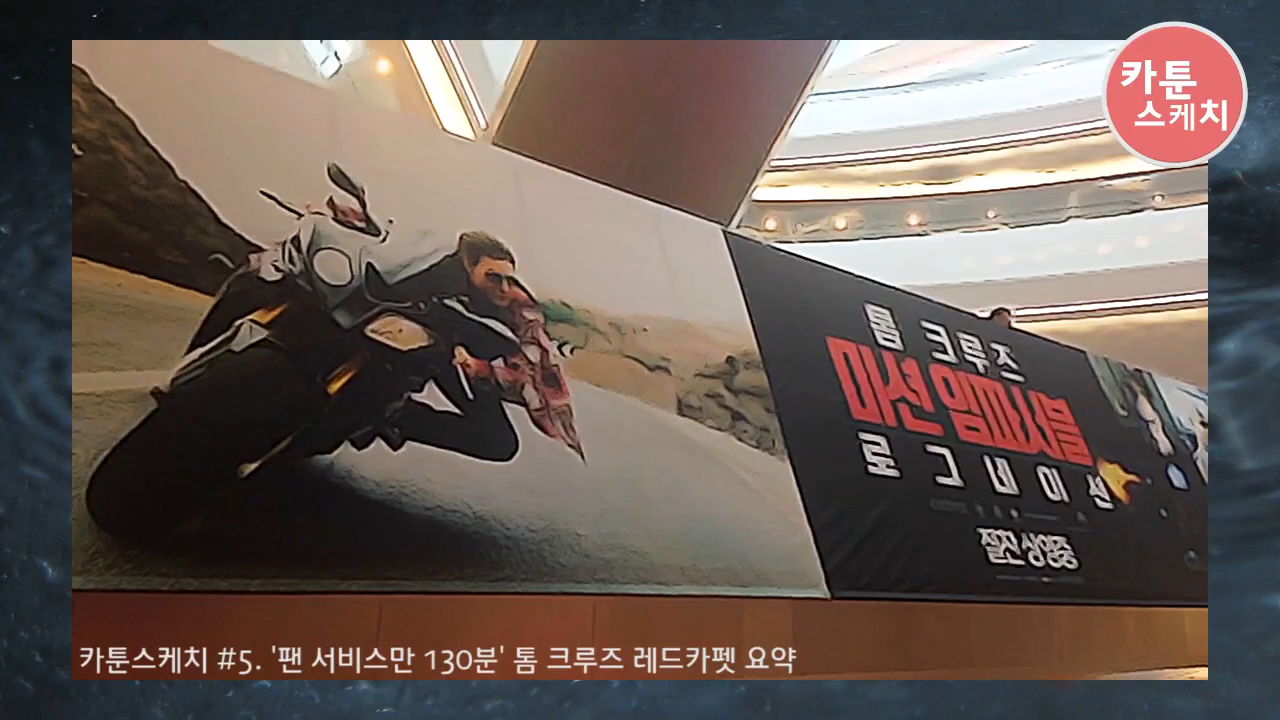 카툰
스케치
톰 크루즈
미션 임파서블
로그네이션
절찬 상영중
카툰스케치 #5. '팬 서비스만 130분' 톰 크루즈 레드카펫 요약